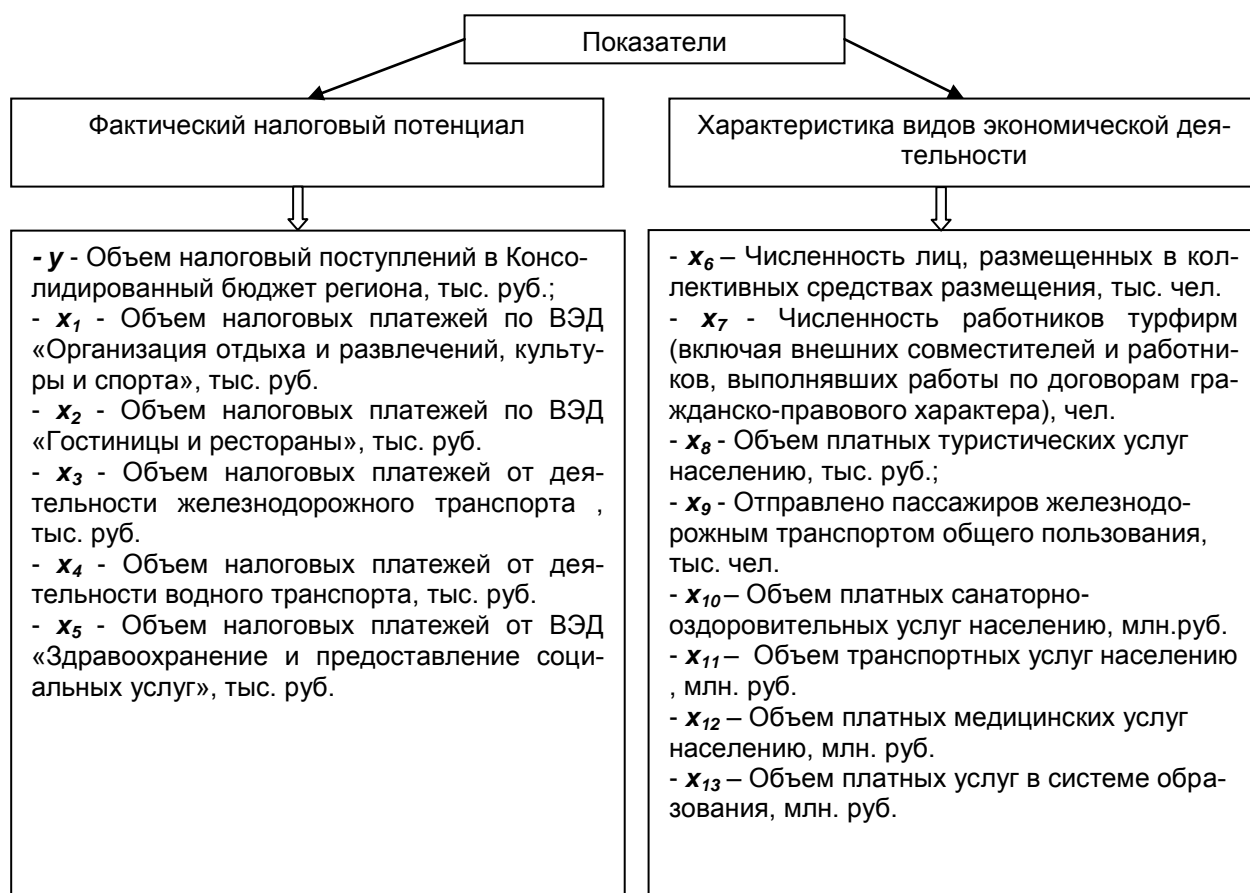 Показатели
Фактический налоговый потенциал
Характеристика видов экономической дея-
тельности
- y - Объем налоговый поступлений в Консо-
лидированный бюджет региона, тыс. руб.;
- x1 - Объем налоговых платежей по ВЭД
«Организация отдыха и развлечений, культу-
ры и спорта», тыс. руб.
- x2 - Объем налоговых платежей по ВЭД
«Гостиницы и рестораны», тыс. руб.
- x3 - Объем налоговых платежей от дея-
тельности железнодорожного транспорта ,
тыс. руб.
- x4 - Объем налоговых платежей от дея-
тельности водного транспорта, тыс. руб.
- x5 - Объем налоговых платежей от ВЭД
«Здравоохранение и предоставление соци-
альных услуг», тыс. руб.
- x6 – Численность лиц, размещенных в кол-
лективных средствах размещения, тыс. чел.
- x7 - Численность работников турфирм
(включая внешних совместителей и работни-
ков, выполнявших работы по договорам гра-
жданско-правового характера), чел.
- x8 - Объем платных туристических услуг
населению, тыс. руб.;
- x9 - Отправлено пассажиров железнодо-
рожным транспортом общего пользования,
тыс. чел.
- x10 – Объем платных санаторно-
оздоровительных услуг населению, млн.руб.
- x11 – Объем транспортных услуг населению
, млн. руб.
- x12 – Объем платных медицинских услуг
населению, млн. руб.
- x13 – Объем платных услуг в системе обра-
зования, млн. руб.